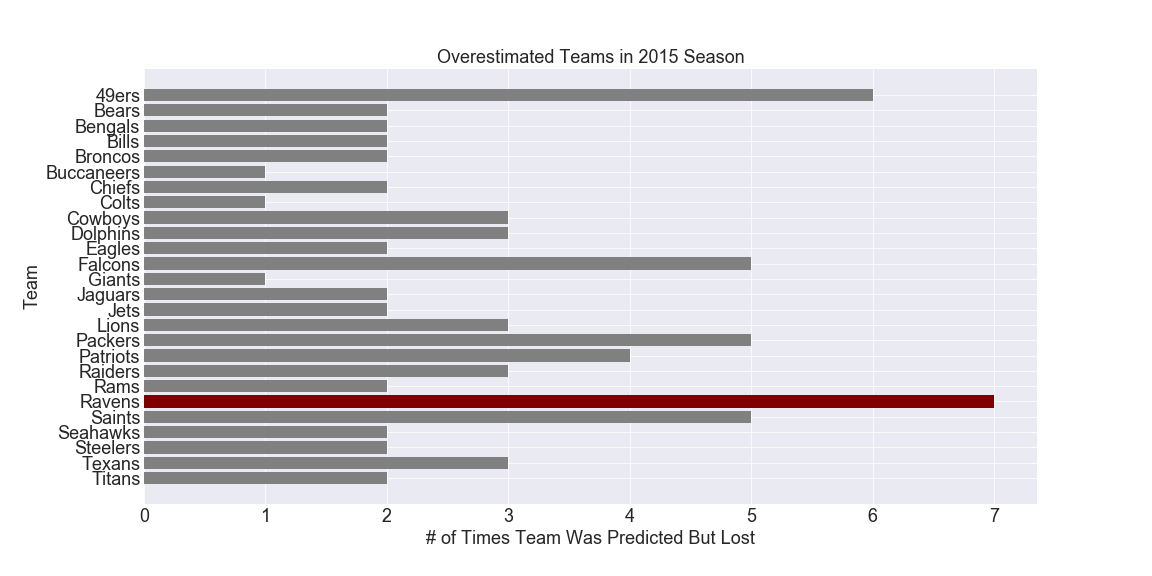 Overestimated Teams in 2015 Season
49ers
Bears
Bengals
Bills
Broncos
Buccaneers
Chiefs
Colts
Cowboys
Dolphins
Eagles
Falcons
Giants
Jaguars
Jets
Lions
Packers
Patriots
Raiders
Rams
Ravens
Saints
Seahawks
Steelers
Texans
Titans
Team
0 1 2 3 4 5 6 7
# of Times Team Was Predicted But Lost